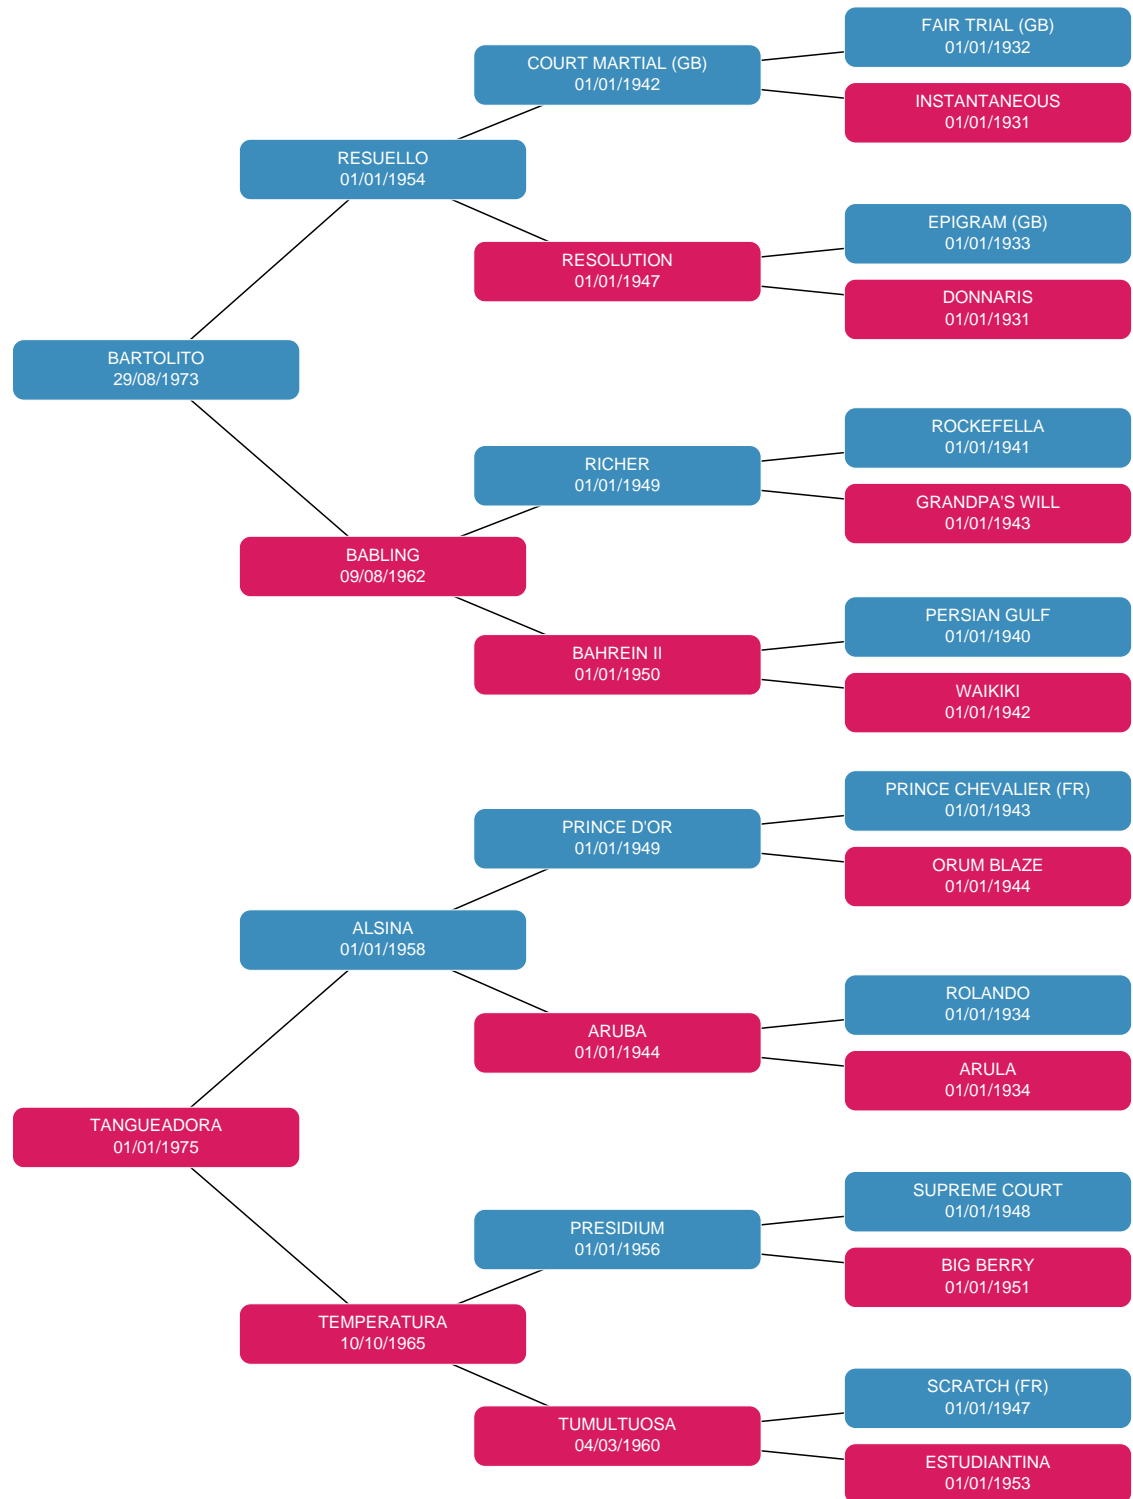 FAIR TRIAL (GB)
01/01/1932
COURT MARTIAL (GB)
01/01/1942
INSTANTANEOUS
01/01/1931
RESUELLO
01/01/1954
EPIGRAM (GB)
01/01/1933
RESOLUTION
01/01/1947
DONNARIS
01/01/1931
BARTOLITO
29/08/1973
ROCKEFELLA
01/01/1941
RICHER
01/01/1949
GRANDPA'S WILL
01/01/1943
BABLING
09/08/1962
PERSIAN GULF
01/01/1940
BAHREIN II
01/01/1950
WAIKIKI
01/01/1942
PRINCE CHEVALIER (FR)
01/01/1943
PRINCE D'OR
01/01/1949
ORUM BLAZE
01/01/1944
ALSINA
01/01/1958
ROLANDO
01/01/1934
ARUBA
01/01/1944
ARULA
01/01/1934
TANGUEADORA
01/01/1975
SUPREME COURT
01/01/1948
PRESIDIUM
01/01/1956
BIG BERRY
01/01/1951
TEMPERATURA
10/10/1965
SCRATCH (FR)
01/01/1947
TUMULTUOSA
04/03/1960
ESTUDIANTINA
01/01/1953